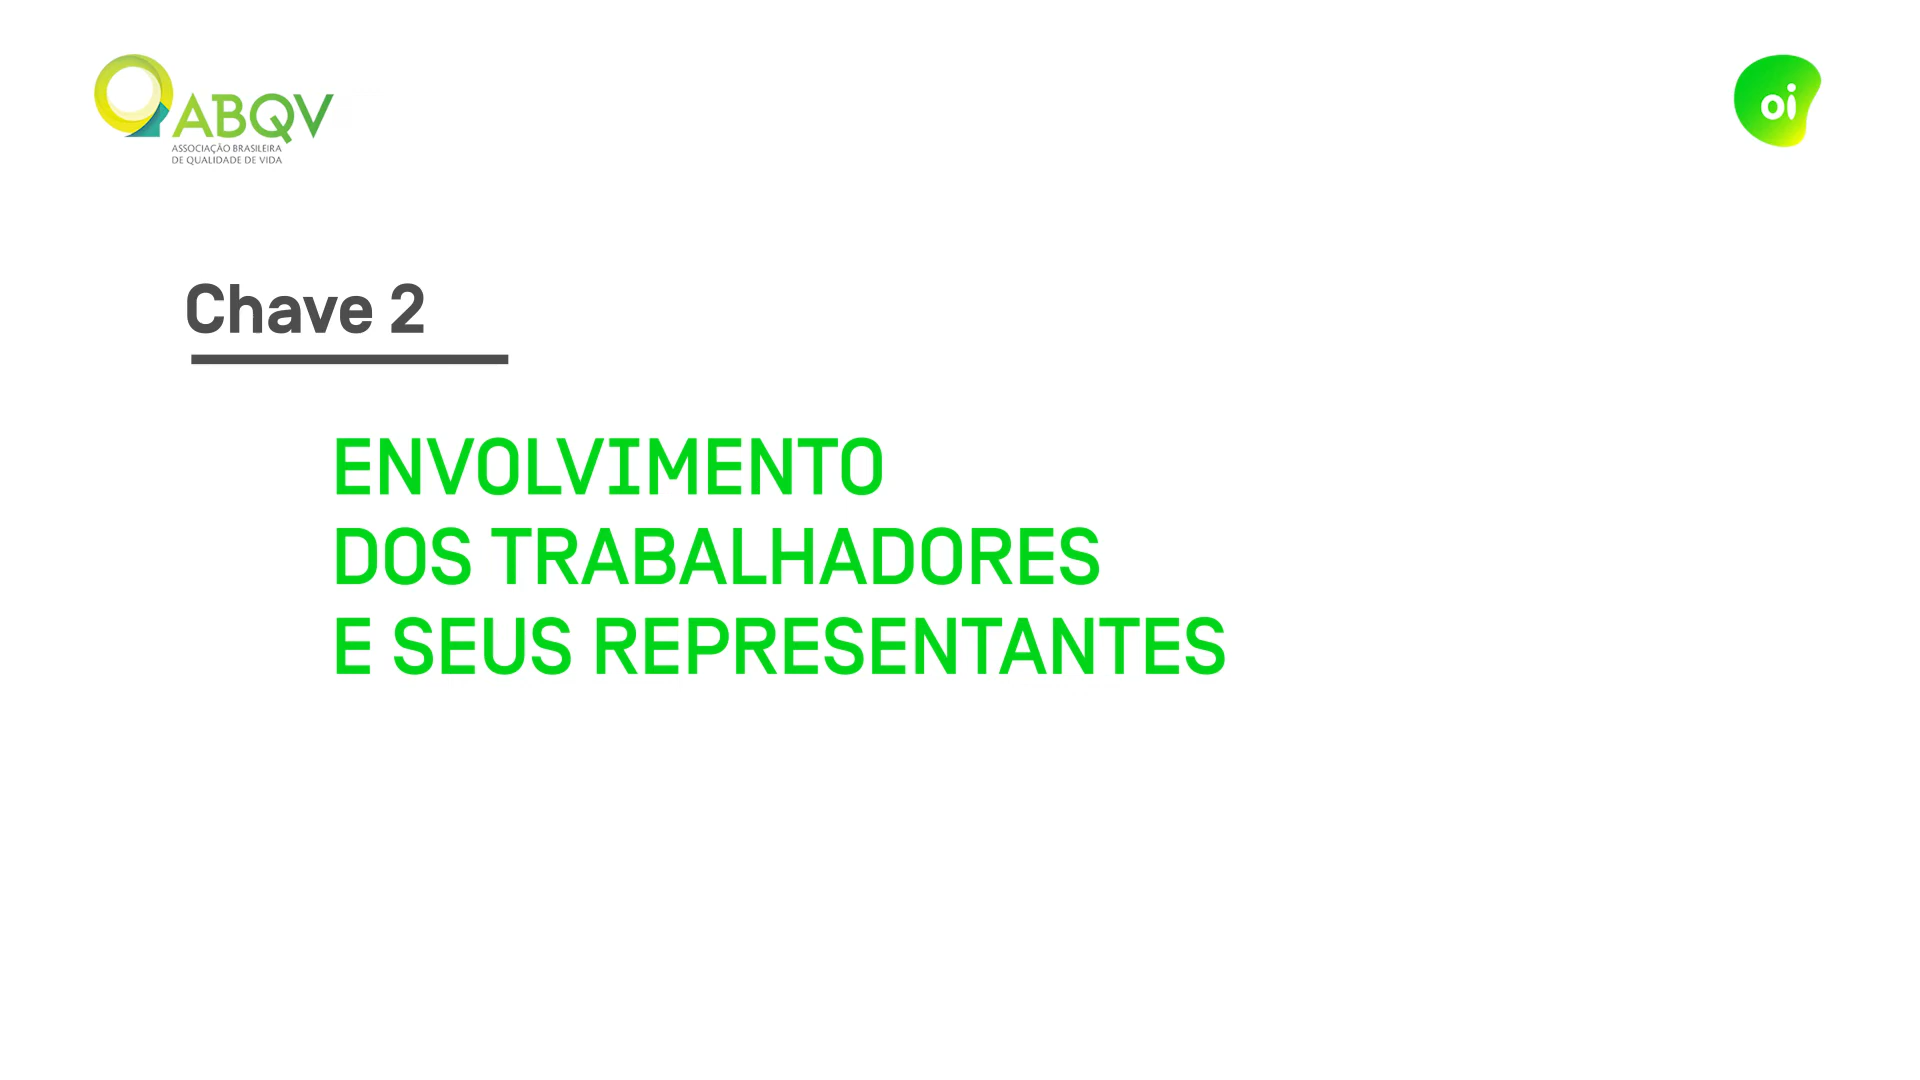 ABQV
ASSOCIAÇÃO BRASILEIRA
DE QUALIDADE DE VIDA
oi
Chave 2
ENVOLVIMENTO
DOS TRABALHADORES
E SEUS REPRESENTANTES